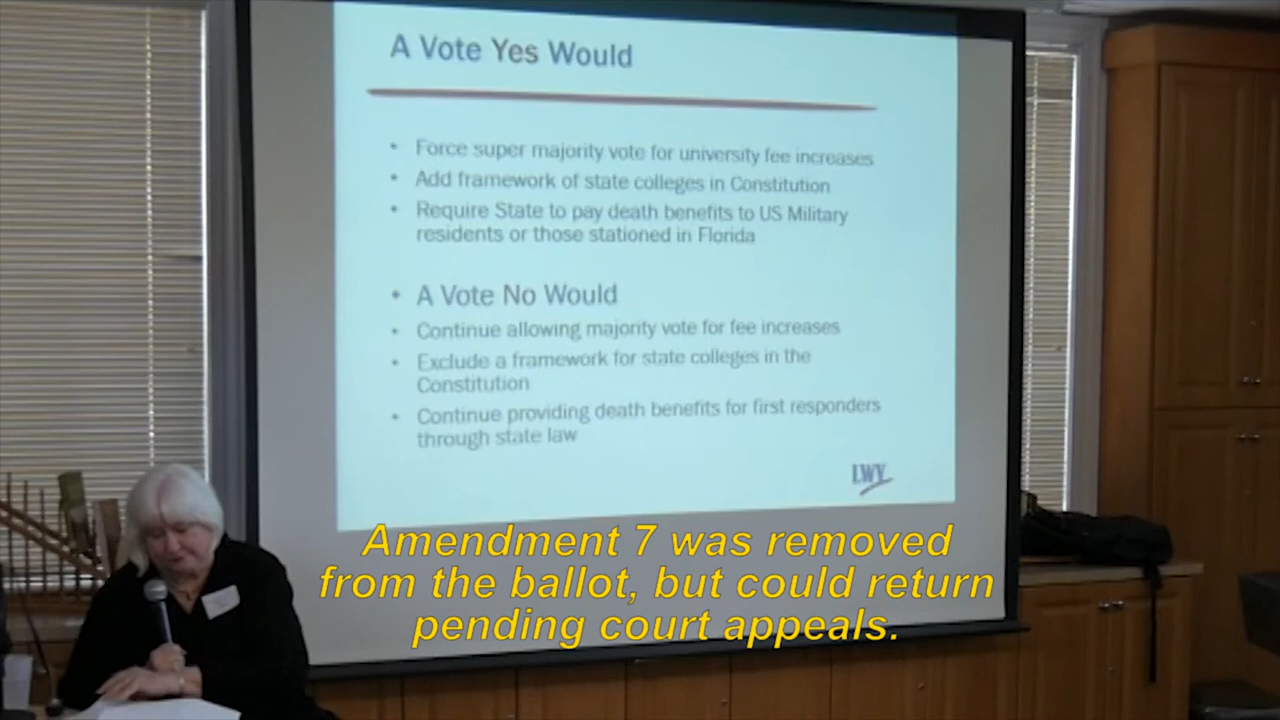 A Vote Yes Would
• Force super majority vote for university fee increases
• Add framework of state colleges in Constitution
• Require State to pay death benefits to US Military
residents or those stationed in Florida
• A Vote No Would
• Continue allowing majority vote for fee increases
• Exclude a framework for state colleges in the
Constitution
• Continue providing death benefits for first responders
through state law
LWV
Amendment 7 was removed
from the ballot, but could return
pending court appeals.